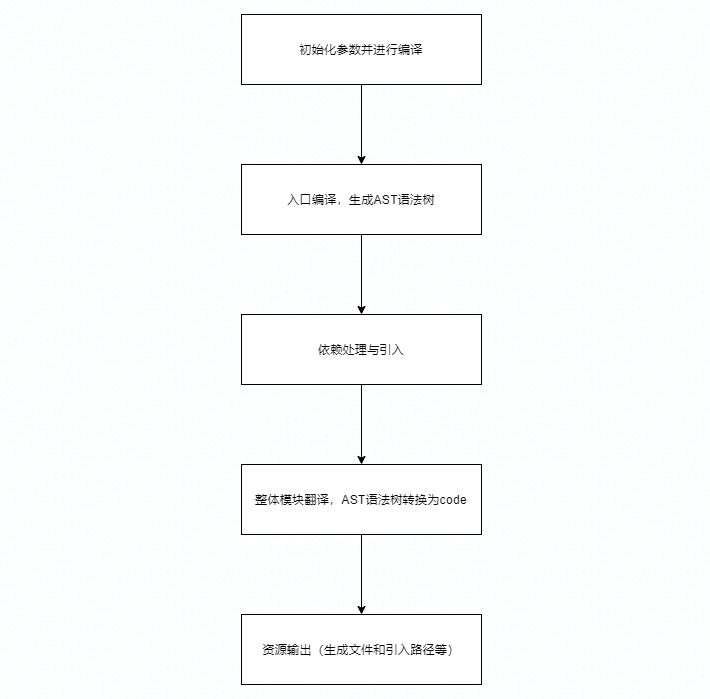 初始化参数并进行编译
入口编译，生成AST语法树
依赖处理与引入
整体模块翻译，AST语法树转换为code
资源输出（生成文件和引入路径等）